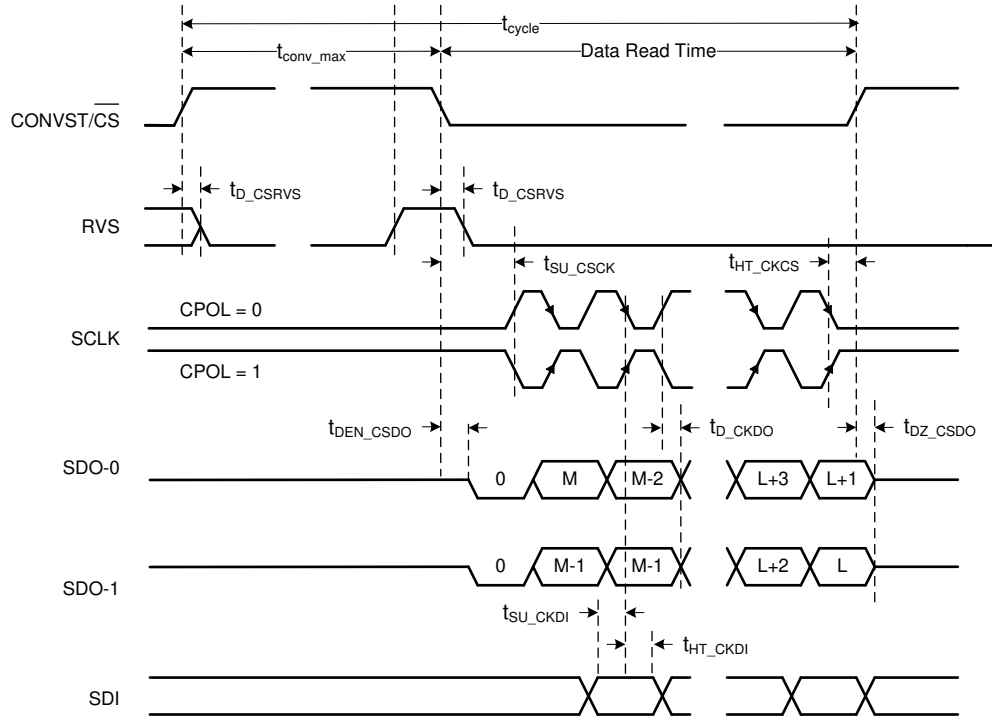 t_cycle
t_conv_max Data Read Time
CONVST/C̅S̅
t_D_CSRVS t_D_CSRVS
RVS
t_SU_CSCK t_HT_CKCS
CPOL = 0
SCLK
CPOL = 1
t_DEN_CSDO t_D_CKDO t_DZ_CSDO
SDO-0 0 M M-2 L+3 L+1
SDO-1 0 M-1 M-1 L+2 L
t_SU_CKDI
t_HT_CKDI
SDI